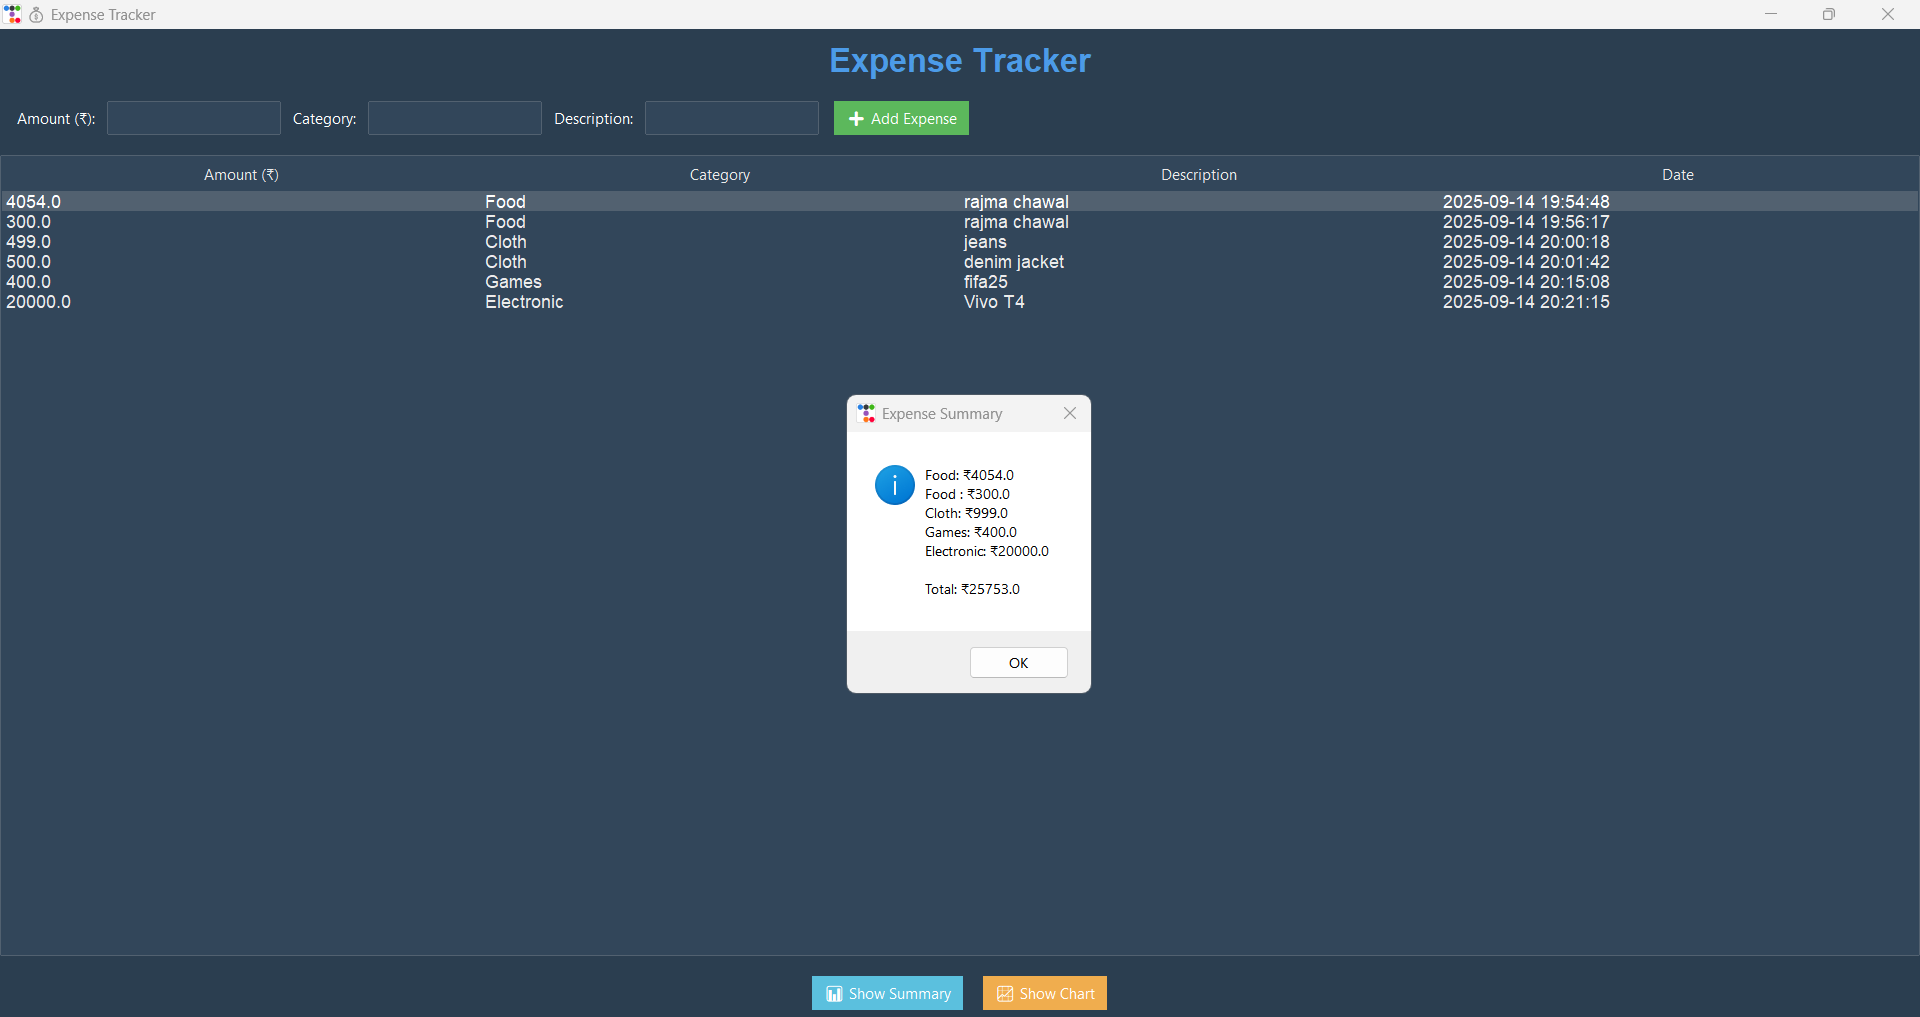 Expense Tracker
Expense Tracker
Amount (₹): Category: Description: Add Expense
Amount (₹) Category Description Date
4054.0 Food rajma chawal 2025-09-14 19:54:48
300.0 Food rajma chawal 2025-09-14 19:56:17
499.0 Cloth jeans 2025-09-14 20:00:18
500.0 Cloth denim jacket 2025-09-14 20:01:42
400.0 Games fifa25 2025-09-14 20:15:08
20000.0 Electronic Vivo T4 2025-09-14 20:21:15
Expense Summary
Food: ₹4054.0
Food : ₹300.0
Cloth: ₹999.0
Games: ₹400.0
Electronic: ₹20000.0
Total: ₹25753.0
OK
Show Summary Show Chart